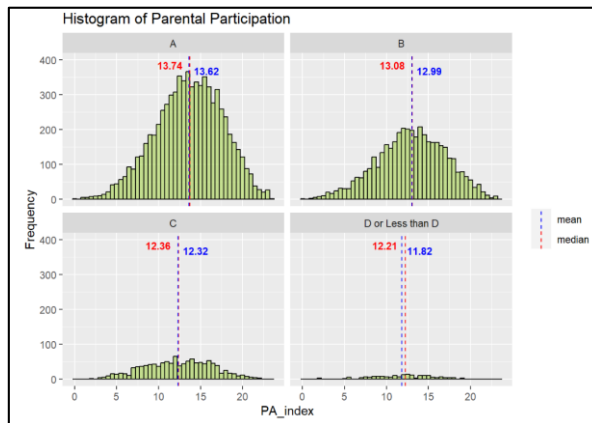 Histogram of Parental Participation
A
B
13.74
13.62
13.08
12.99
400
300
200
100
0
C
D or Less than D
12.36
12.32
12.21
11.82
400
300
200
100
0
0 5 10 15 20
0 5 10 15 20
Frequency
PA_index
mean
median